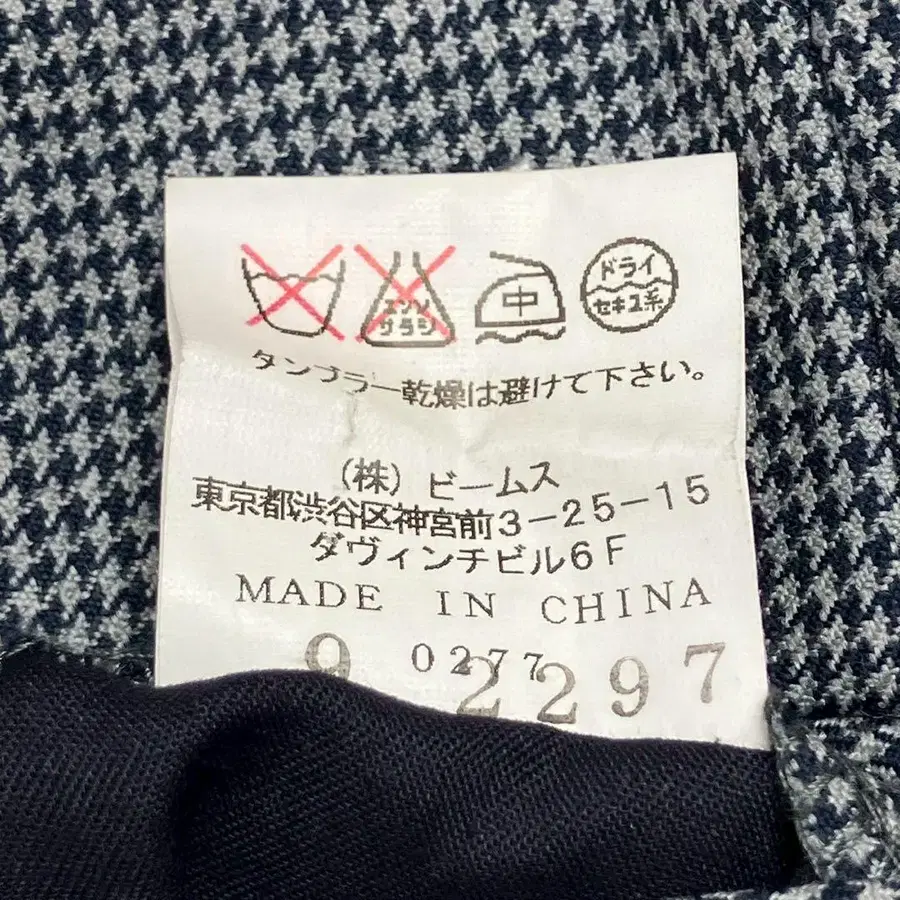 エンソ サラシ 中 ドライ セキユ系
タンブラー乾燥は避けて下さい。
(株) ビームス
東京都渋谷区神宮前3-25-15
ダヴィンチビル6F
MADE IN CHINA
0277
9 2297